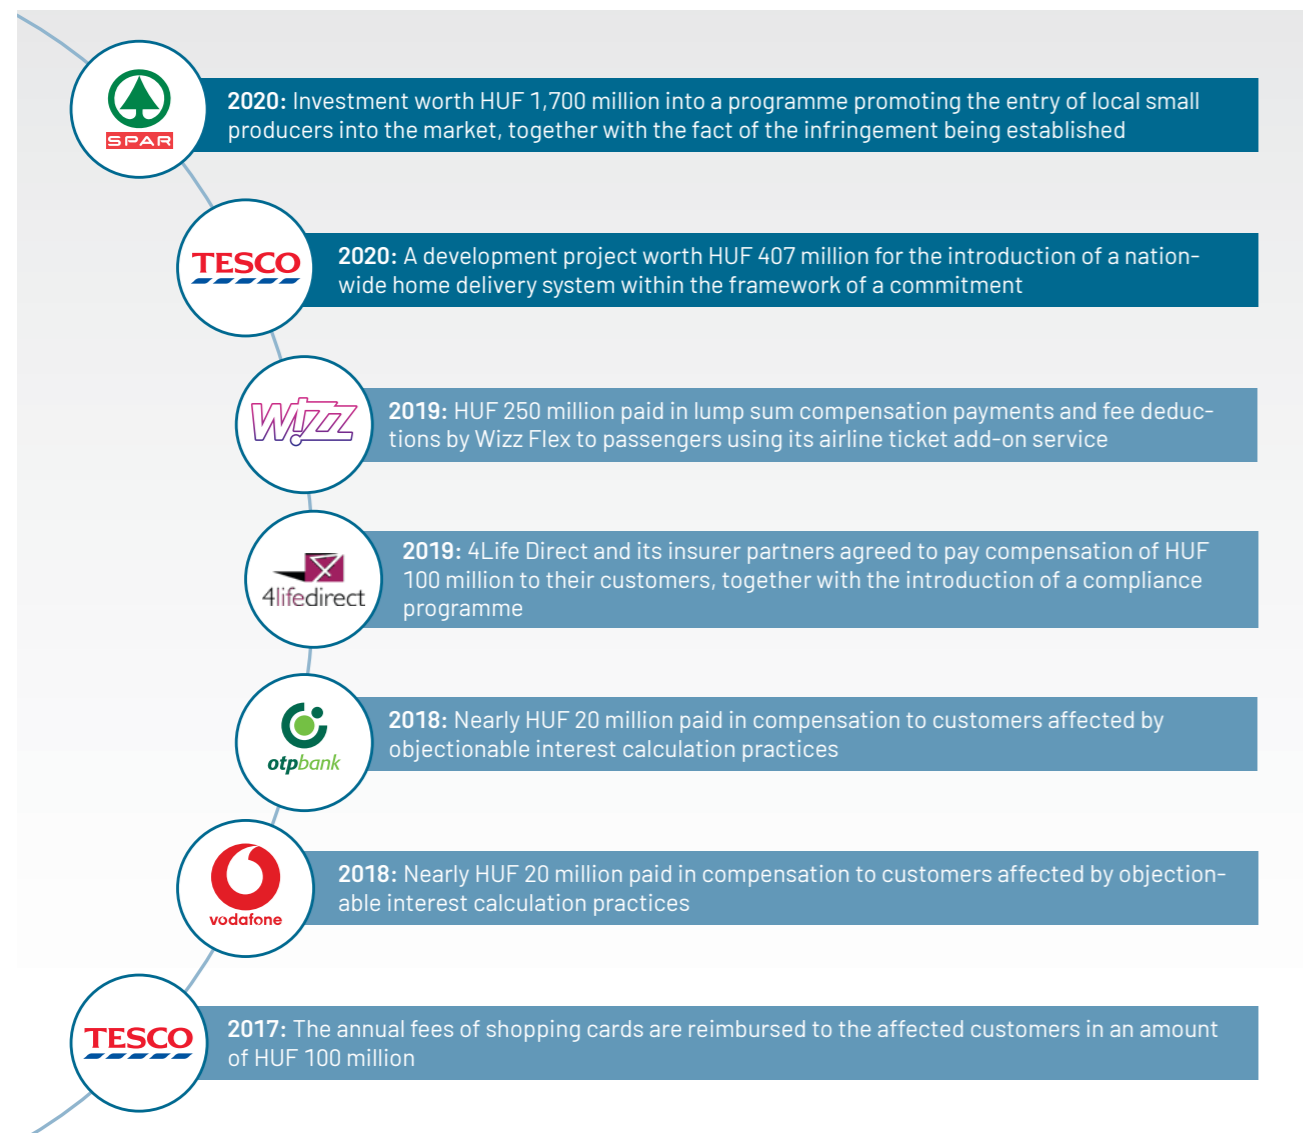 SPAR
2020: Investment worth HUF 1,700 million into a programme promoting the entry of local small
producers into the market, together with the fact of the infringement being established
TESCO
2020: A development project worth HUF 407 million for the introduction of a nation-
wide home delivery system within the framework of a commitment
Wizz
2019: HUF 250 million paid in lump sum compensation payments and fee deduc-
tions by Wizz Flex to passengers using its airline ticket add-on service
4lifedirect
2019: 4Life Direct and its insurer partners agreed to pay compensation of HUF
100 million to their customers, together with the introduction of a compliance
programme
otpbank
2018: Nearly HUF 20 million paid in compensation to customers affected by
objectionable interest calculation practices
vodafone
2018: Nearly HUF 20 million paid in compensation to customers affected by objection-
able interest calculation practices
TESCO
2017: The annual fees of shopping cards are reimbursed to the affected customers in an amount
of HUF 100 million